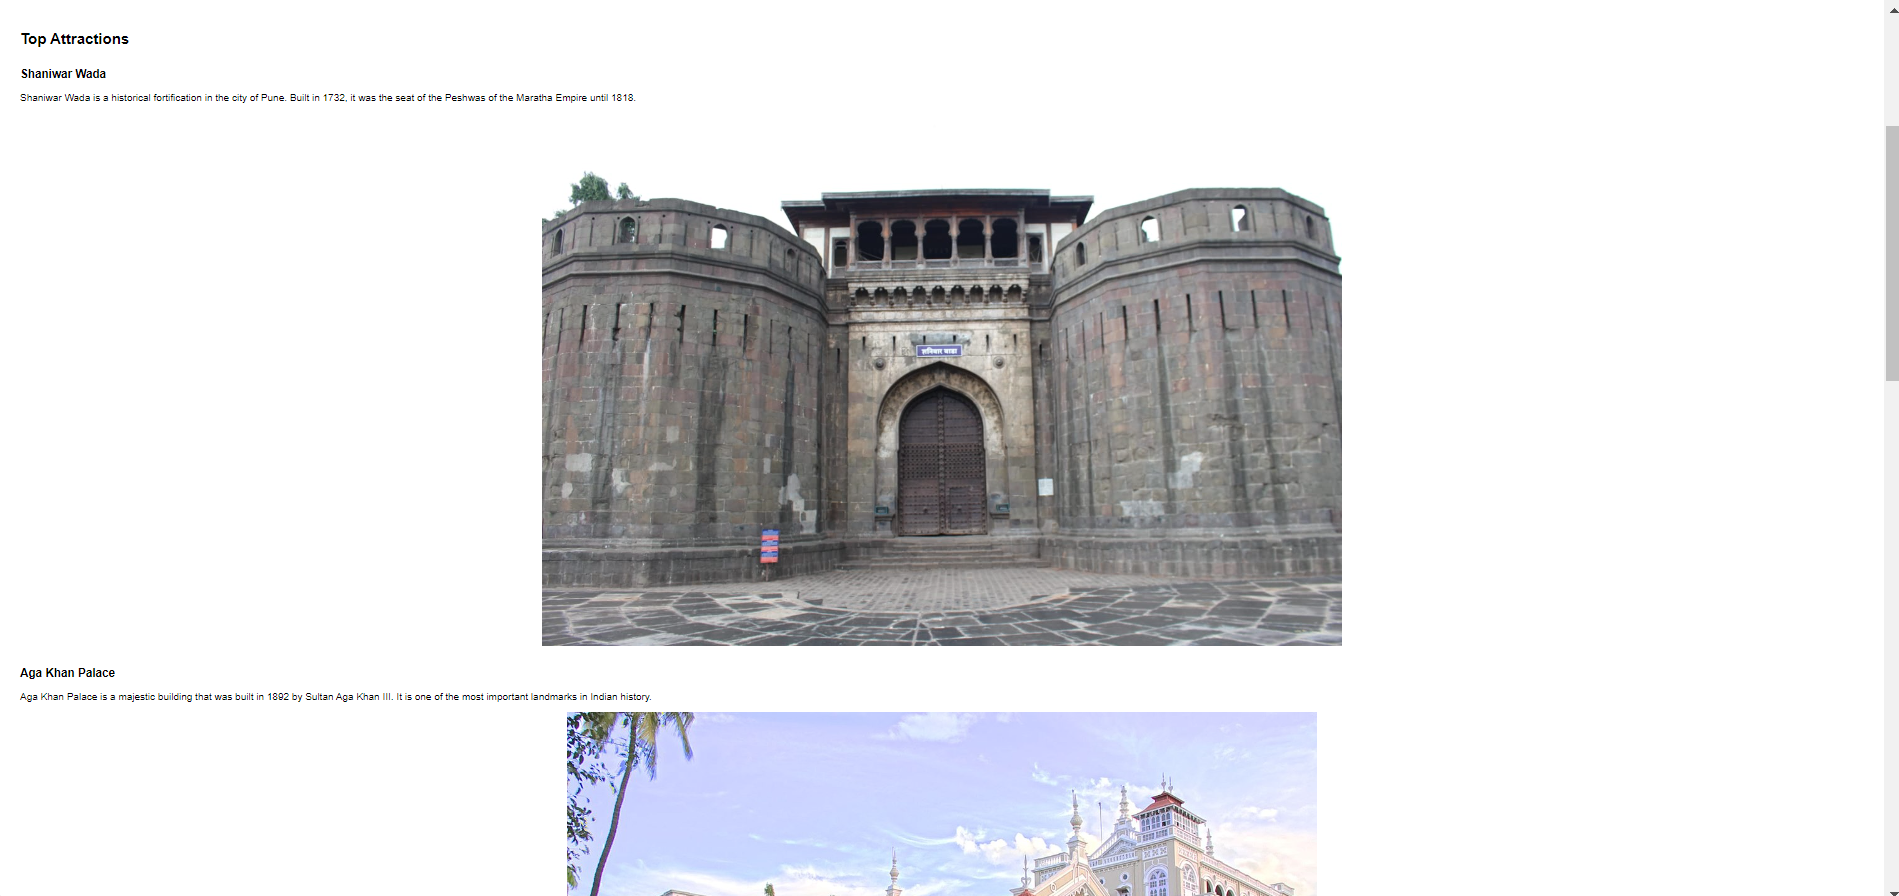 Top Attractions
Shaniwar Wada
Shaniwar Wada is a historical fortification in the city of Pune. Built in 1732, it was the seat of the Peshwas of the Maratha Empire until 1818.
शनिवार वाडा
Aga Khan Palace
Aga Khan Palace is a majestic building that was built in 1892 by Sultan Aga Khan III. It is one of the most important landmarks in Indian history.